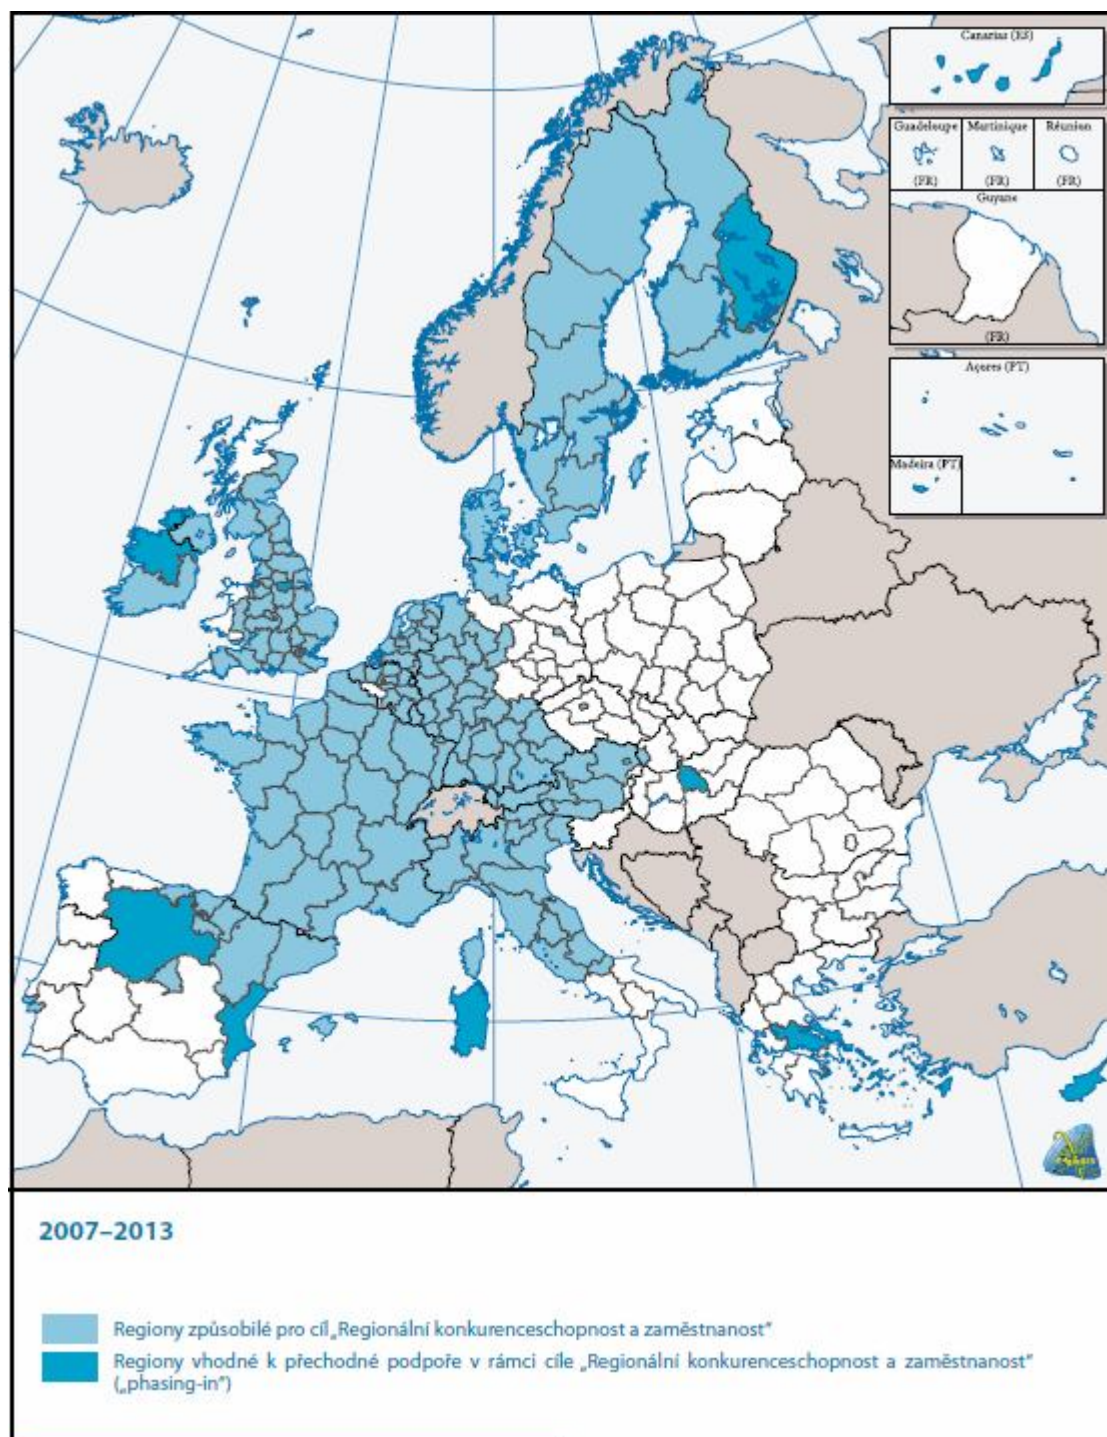 Canarias (ES)
Guadeloupe Martinique Réunion
(FR) (FR) (FR)
Guyane
(FR)
Açores (PT)
Madeira (PT)
2007–2013
Regiony způsobilé pro cíl „Regionální konkurenceschopnost a zaměstnanost"
Regiony vhodné k přechodné podpoře v rámci cíle „Regionální konkurenceschopnost a zaměstnanost"
(„phasing-in")